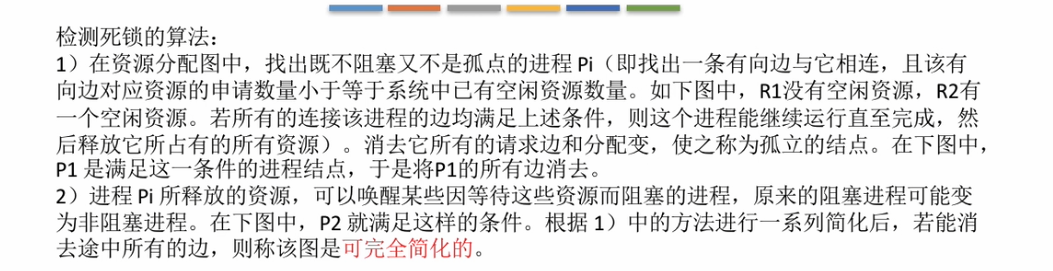 检测死锁的算法：
1）在资源分配图中，找出既不阻塞又不是孤点的进程 Pi（即找出一条有向边与它相连，且该有
向边对应资源的申请数量小于等于系统中已有空闲资源数量。如下图中，R1没有空闲资源，R2有
一个空闲资源。若所有的连接该进程的边均满足上述条件，则这个进程能继续运行直至完成，然
后释放它所占有的所有资源）。消去它所有的请求边和分配变，使之称为孤立的结点。在下图中，
P1 是满足这一条件的进程结点，于是将P1的所有边消去。
2）进程 Pi 所释放的资源，可以唤醒某些因等待这些资源而阻塞的进程，原来的阻塞进程可能变
为非阻塞进程。在下图中，P2 就满足这样的条件。根据 1）中的方法进行一系列简化后，若能消
去途中所有的边，则称该图是可完全简化的。